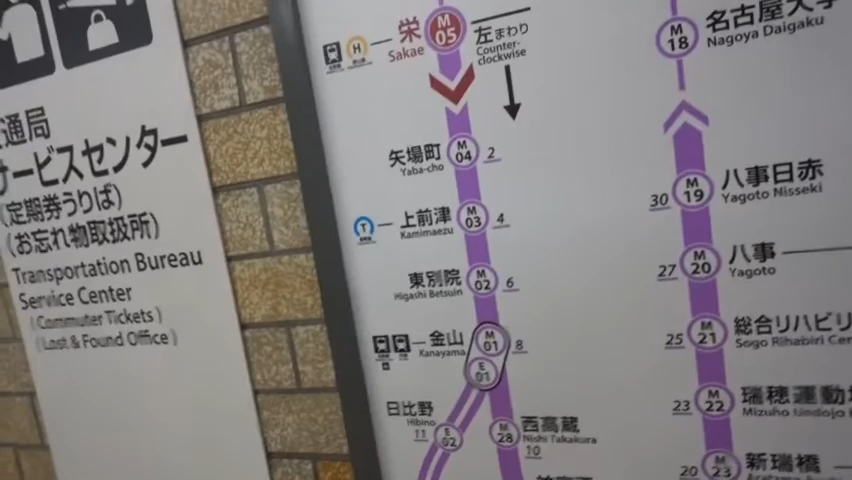 通局
サービスセンター
(定期券うりば)
(お忘れ物取扱所)
Transportation Bureau
Service Center
( Commuter Tickets )
( Lost & Found Office )
H
栄
Sakae
M
05
左まわり
Counter-
clockwise
矢場町
Yaba-cho
M
04
2
T
上前津
Kamimaezu
M
03
4
東別院
Higashi Betsuin
M
02
6
金山
Kanayama
M
01
E
01
8
日比野
Hibino
11
E
02
M
28
西高蔵
Nishi Takakura
10
M
18
名古屋大学
Nagoya Daigaku
30
M
19
八事日赤
Yagoto Nisseki
27
M
20
八事
Yagoto
25
M
21
総合リハビリ
Sogo Rihabiri Cen
23
M
22
瑞穂運動場
Mizuho Undojo
20
M
23
新瑞橋